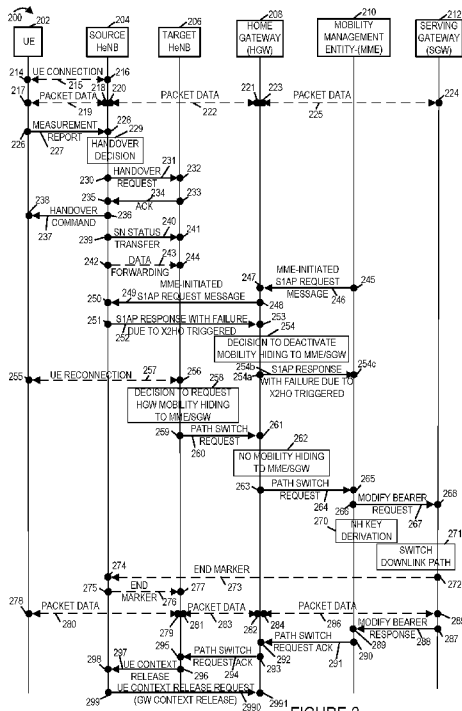 200
202
204
206
208
210
212
UE
SOURCE
HeNB
TARGET
HeNB
HOME
GATEWAY
(HGW)
MOBILITY
MANAGEMENT
ENTITY-(MME)
SERVING
GATEWAY
(SGW)
214
UE CONNECTION
215
216
217
PACKET DATA
219
218
220
PACKET DATA
222
221
223
PACKET DATA
225
224
226
MEASUREMENT
REPORT
227
228
229
HANDOVER
DECISION
230
HANDOVER
REQUEST
231
232
235
234
ACK
233
238
HANDOVER
COMMAND
237
236
239
SN STATUS
TRANSFER
240
241
242
DATA
FORWARDING
243
244
247
MME-INITIATED
S1AP REQUEST
MESSAGE
246
245
250
MME-INITIATED
249
S1AP REQUEST MESSAGE
248
251
S1AP RESPONSE WITH FAILURE
DUE TO X2HO TRIGGERED
252
253
254
DECISION TO DEACTIVATE
MOBILITY HIDING TO MME/SGW
254b
254a
S1AP RESPONSE
WITH FAILURE DUE TO
X2HO TRIGGERED
254c
255
UE RECONNECTION
257
256
258
DECISION TO REQUEST
HGW MOBILITY HIDING
TO MME/SGW
259
PATH SWITCH
REQUEST
260
261
262
NO MOBILITY HIDING
TO MME/SGW
263
PATH SWITCH
REQUEST
264
265
266
MODIFY BEARER
REQUEST
267
268
270
NH KEY
DERIVATION
271
SWITCH
DOWNLINK PATH
274
END MARKER
273
272
275
END
MARKER
276
277
278
PACKET DATA
280
279
281
PACKET DATA
283
282
284
PACKET DATA
286
285
289
MODIFY BEARER
RESPONSE
288
287
292
PATH SWITCH
REQUEST ACK
291
290
295
PATH SWITCH
REQUEST ACK
294
293
298
297
UE CONTEXT
RELEASE
296
299
UE CONTEXT RELEASE REQUEST
(GW CONTEXT RELEASE)
2990
2991